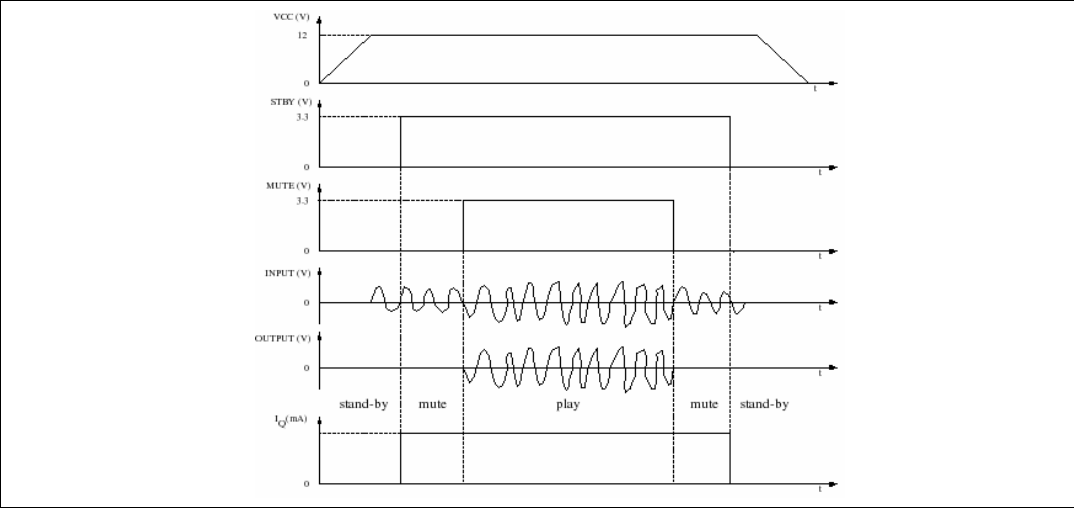 VCC (V)
12
0
t
STBY (V)
3.3
0
t
MUTE (V)
3.3
0
t
INPUT (V)
0
t
OUTPUT (V)
0
t
stand-by mute play mute stand-by
IQ(mA)
0
t